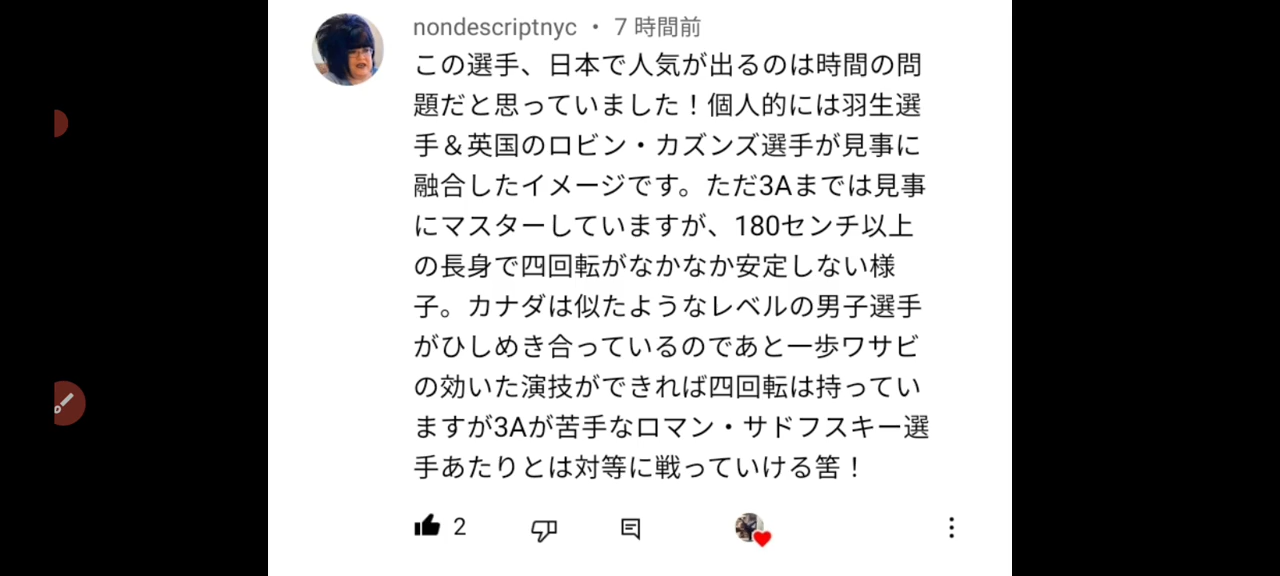 nondescriptnyc • 7 時間前
この選手、日本で人気が出るのは時間の問
題だと思っていました！個人的には羽生選
手＆英国のロビン・カズンズ選手が見事に
融合したイメージです。ただ3Aまでは見事
にマスターしていますが、180センチ以上
の長身で四回転がなかなか安定しない様
子。カナダは似たようなレベルの男子選手
がひしめき合っているのであと一歩ワサビ
の効いた演技ができれば四回転は持ってい
ますが3Aが苦手なロマン・サドフスキー選
手あたりとは対等に戦っていける筈！
2